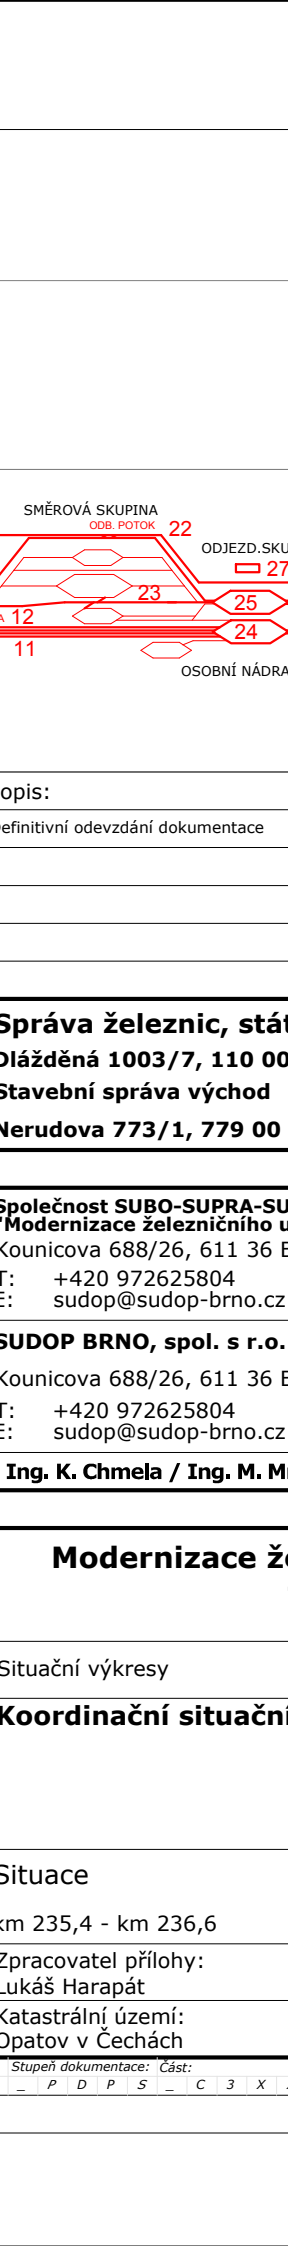 SMĚROVÁ SKUPINA
ODB. POTOK 22
ODJEZD.SKU
27
23
25
12
24
11
OSOBNÍ NÁDRA
opis:
efinitivní odevzdání dokumentace
Správa železnic, stát
Dlážděná 1003/7, 110 00
Stavební správa východ
Nerudova 773/1, 779 00
Společnost SUBO-SUPRA-SU
"Modernizace železničního u
Kounicova 688/26, 611 36 B
T: +420 972625804
E: sudop@sudop-brno.cz
SUDOP BRNO, spol. s r.o.
Kounicova 688/26, 611 36 B
T: +420 972625804
E: sudop@sudop-brno.cz
Ing. K. Chmela / Ing. M. Mr
Modernizace že
Situační výkresy
Koordinační situační
Situace
km 235,4 - km 236,6
Zpracovatel přílohy:
Lukáš Harapát
Katastrální území:
Opatov v Čechách
Stupeň dokumentace: Část:
_ P D P S _ C 3 X